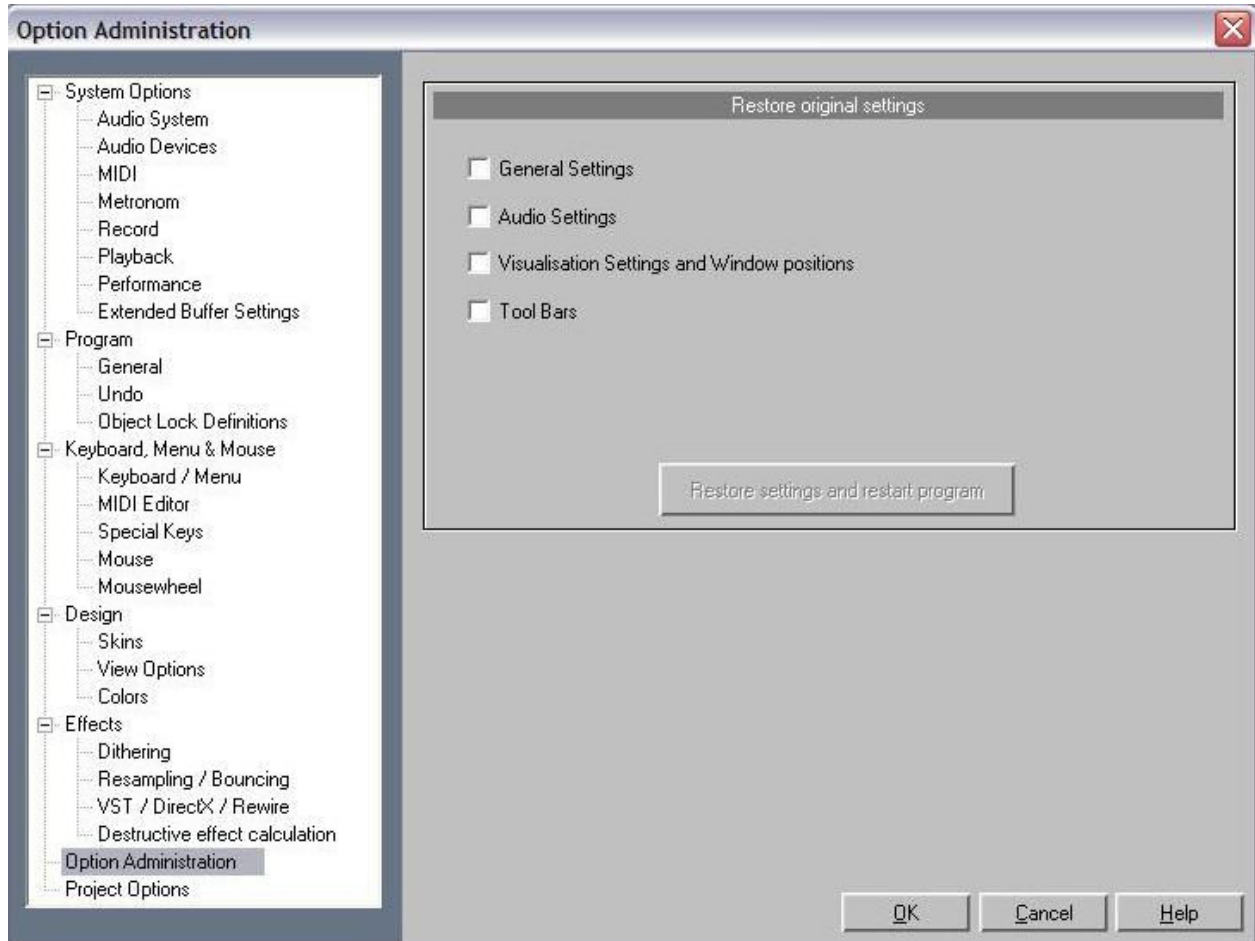 Option Administration
System Options
Audio System
Audio Devices
MIDI
Metronom
Record
Playback
Performance
Extended Buffer Settings
Program
General
Undo
Object Lock Definitions
Keyboard, Menu & Mouse
Keyboard / Menu
MIDI Editor
Special Keys
Mouse
Mousewheel
Design
Skins
View Options
Colors
Effects
Dithering
Resampling / Bouncing
VST / DirectX / Rewire
Destructive effect calculation
Option Administration
Project Options
Restore original settings
General Settings
Audio Settings
Visualisation Settings and Window positions
Tool Bars
Restore settings and restart program
OK
Cancel
Help